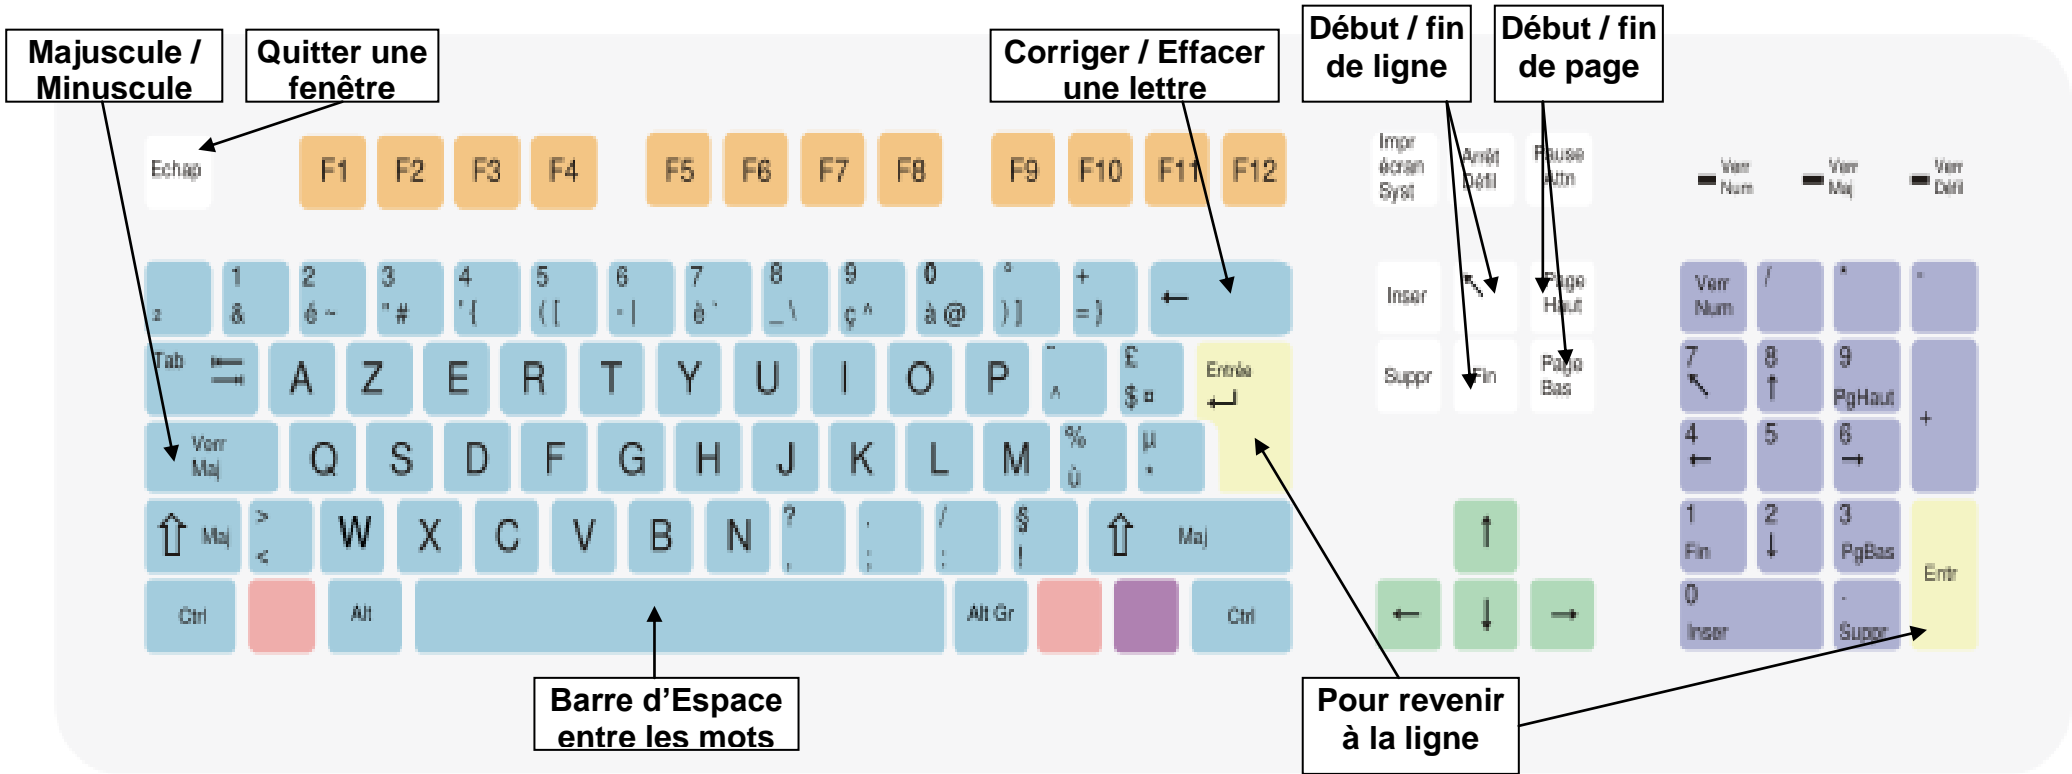 Majuscule /
Minuscule
Quitter une
fenêtre
Corriger / Effacer
une lettre
Début / fin
de ligne
Début / fin
de page
Echap
F1 F2 F3 F4 F5 F6 F7 F8 F9 F10 F11 F12
Impr
écran
Syst
Arrêt
Défil
Pause
Attn
Verr
Num
Verr
Maj
Verr
Défil
²
1
&
2
é ~
3
" #
4
' {
5
( [
6
- |
7
è `
8
_ \
9
ç ^
0
à @
°
) ]
+
= }
←
Inser
↖
Page
Haut
Verr
Num
/
*
-
Tab
A Z E R T Y U I O P
¨
^
£
$ ¤
Entrée
↵
Suppr
Fin
Page
Bas
7
↖
8
↑
9
PgHaut
+
Verr
Maj
Q S D F G H J K L M
%
ù
µ
*
4
←
5
6
→
⇧ Maj
>
<
W X C V B N
?
,
.
;
/
:
§
!
⇧ Maj
↑
1
Fin
2
↓
3
PgBas
Entr
Ctrl
Alt
Alt Gr
Ctrl
← ↓ →
0
Inser
.
Suppr
Barre d’Espace
entre les mots
Pour revenir
à la ligne